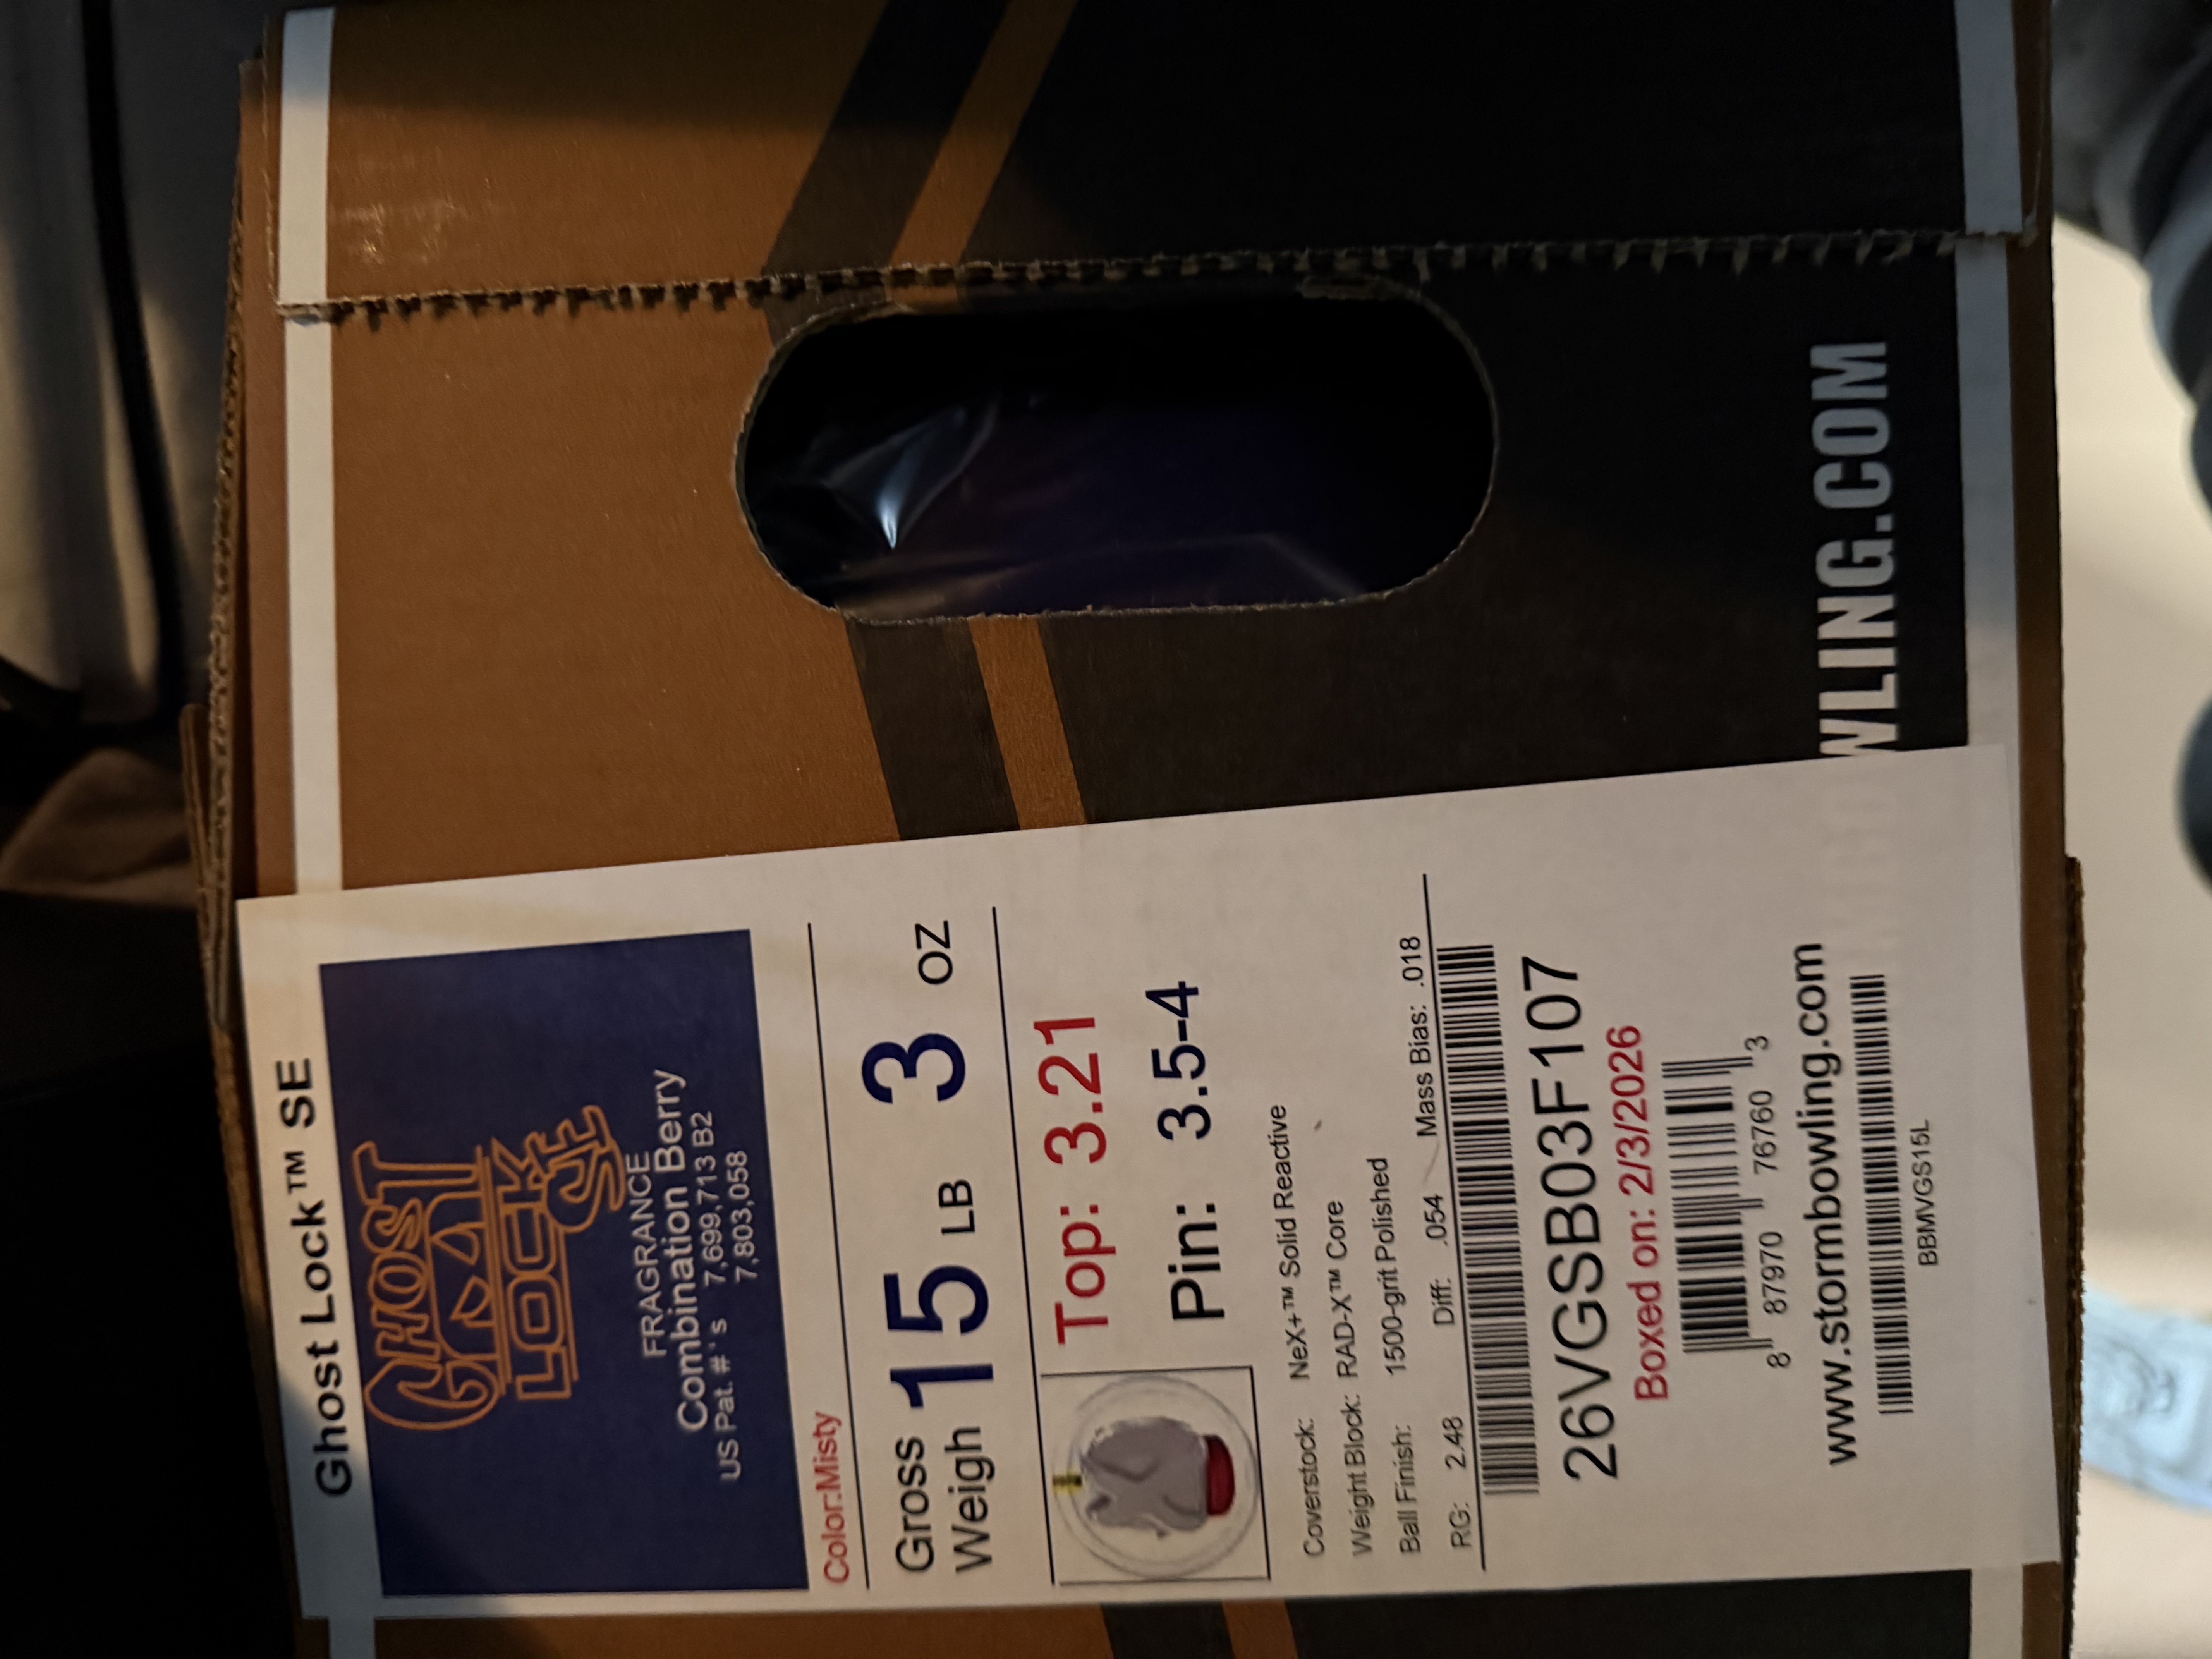 Ghost Lock™ SE
GHOST
LOCK
SE
FRAGRANCE
Combination Berry
US Pat. #'s 7,699,713 B2
7,803,058
Color:Misty
Gross Weigh 15 LB 3 OZ
Top: 3.21
Pin: 3.5-4
Coverstock: NeX+™ Solid Reactive
Weight Block: RAD-X™ Core
Ball Finish: 1500-grit Polished
RG: 2.48 Diff: .054 Mass Bias: .018
26VGSB03F107
Boxed on: 2/3/2026
8 87970 76760 3
www.stormbowling.com
BBMVGS15L
WLING.COM